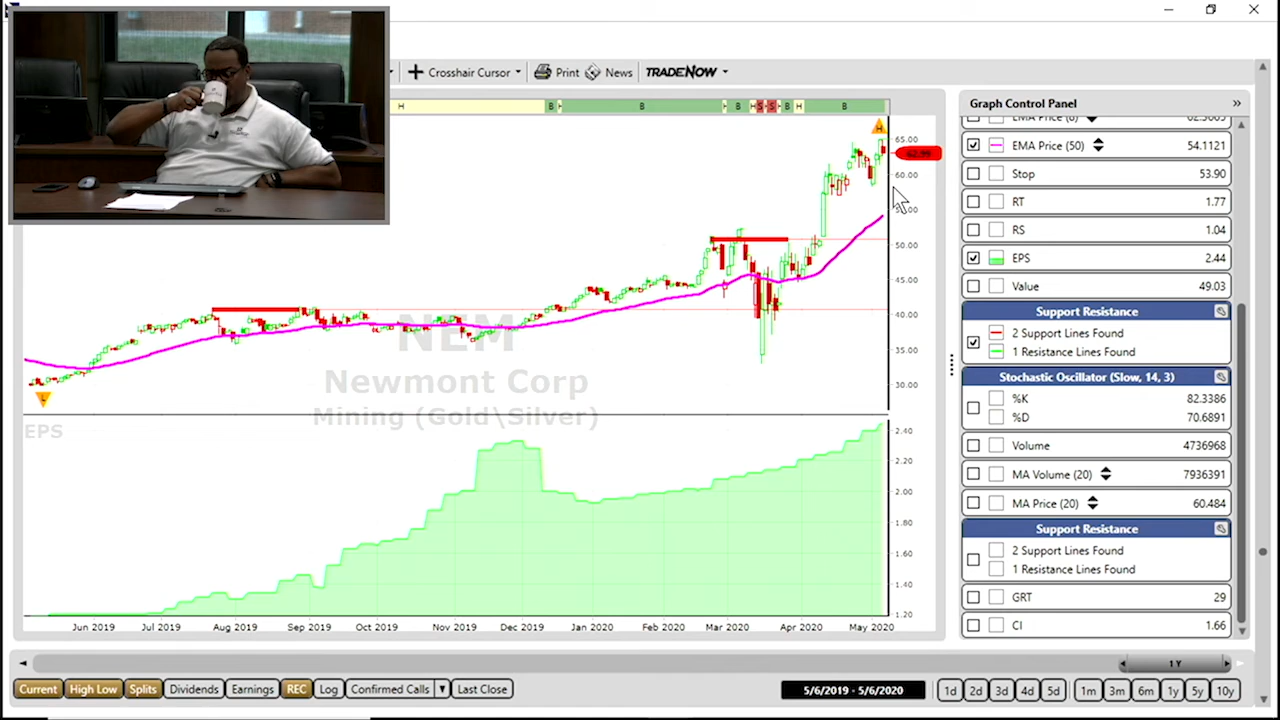 Crosshair Cursor
Print
News
TRADENOW
H B B B H S S B H B
Graph Control Panel
EMA Price (50) 54.1121
Stop 53.90
RT 1.77
RS 1.04
EPS 2.44
Value 49.03
Support Resistance
2 Support Lines Found
1 Resistance Lines Found
Stochastic Oscillator (Slow, 14, 3)
%K 82.3386
%D 70.6891
Volume 4736968
MA Volume (20) 7936391
MA Price (20) 60.484
Support Resistance
2 Support Lines Found
1 Resistance Lines Found
GRT 29
CI 1.66
H
65.00
62.99
60.00
55.00
50.00
45.00
40.00
35.00
30.00
L
NEM
Newmont Corp
Mining (Gold\Silver)
EPS
2.40
2.20
2.00
1.80
1.60
1.40
1.20
Jun 2019 Jul 2019 Aug 2019 Sep 2019 Oct 2019 Nov 2019 Dec 2019 Jan 2020 Feb 2020 Mar 2020 Apr 2020 May 2020
1 Y
Current High Low Splits Dividends Earnings REC Log Confirmed Calls Last Close
5/6/2019 - 5/6/2020
1d 2d 3d 4d 5d 1m 3m 6m 1y 5y 10y